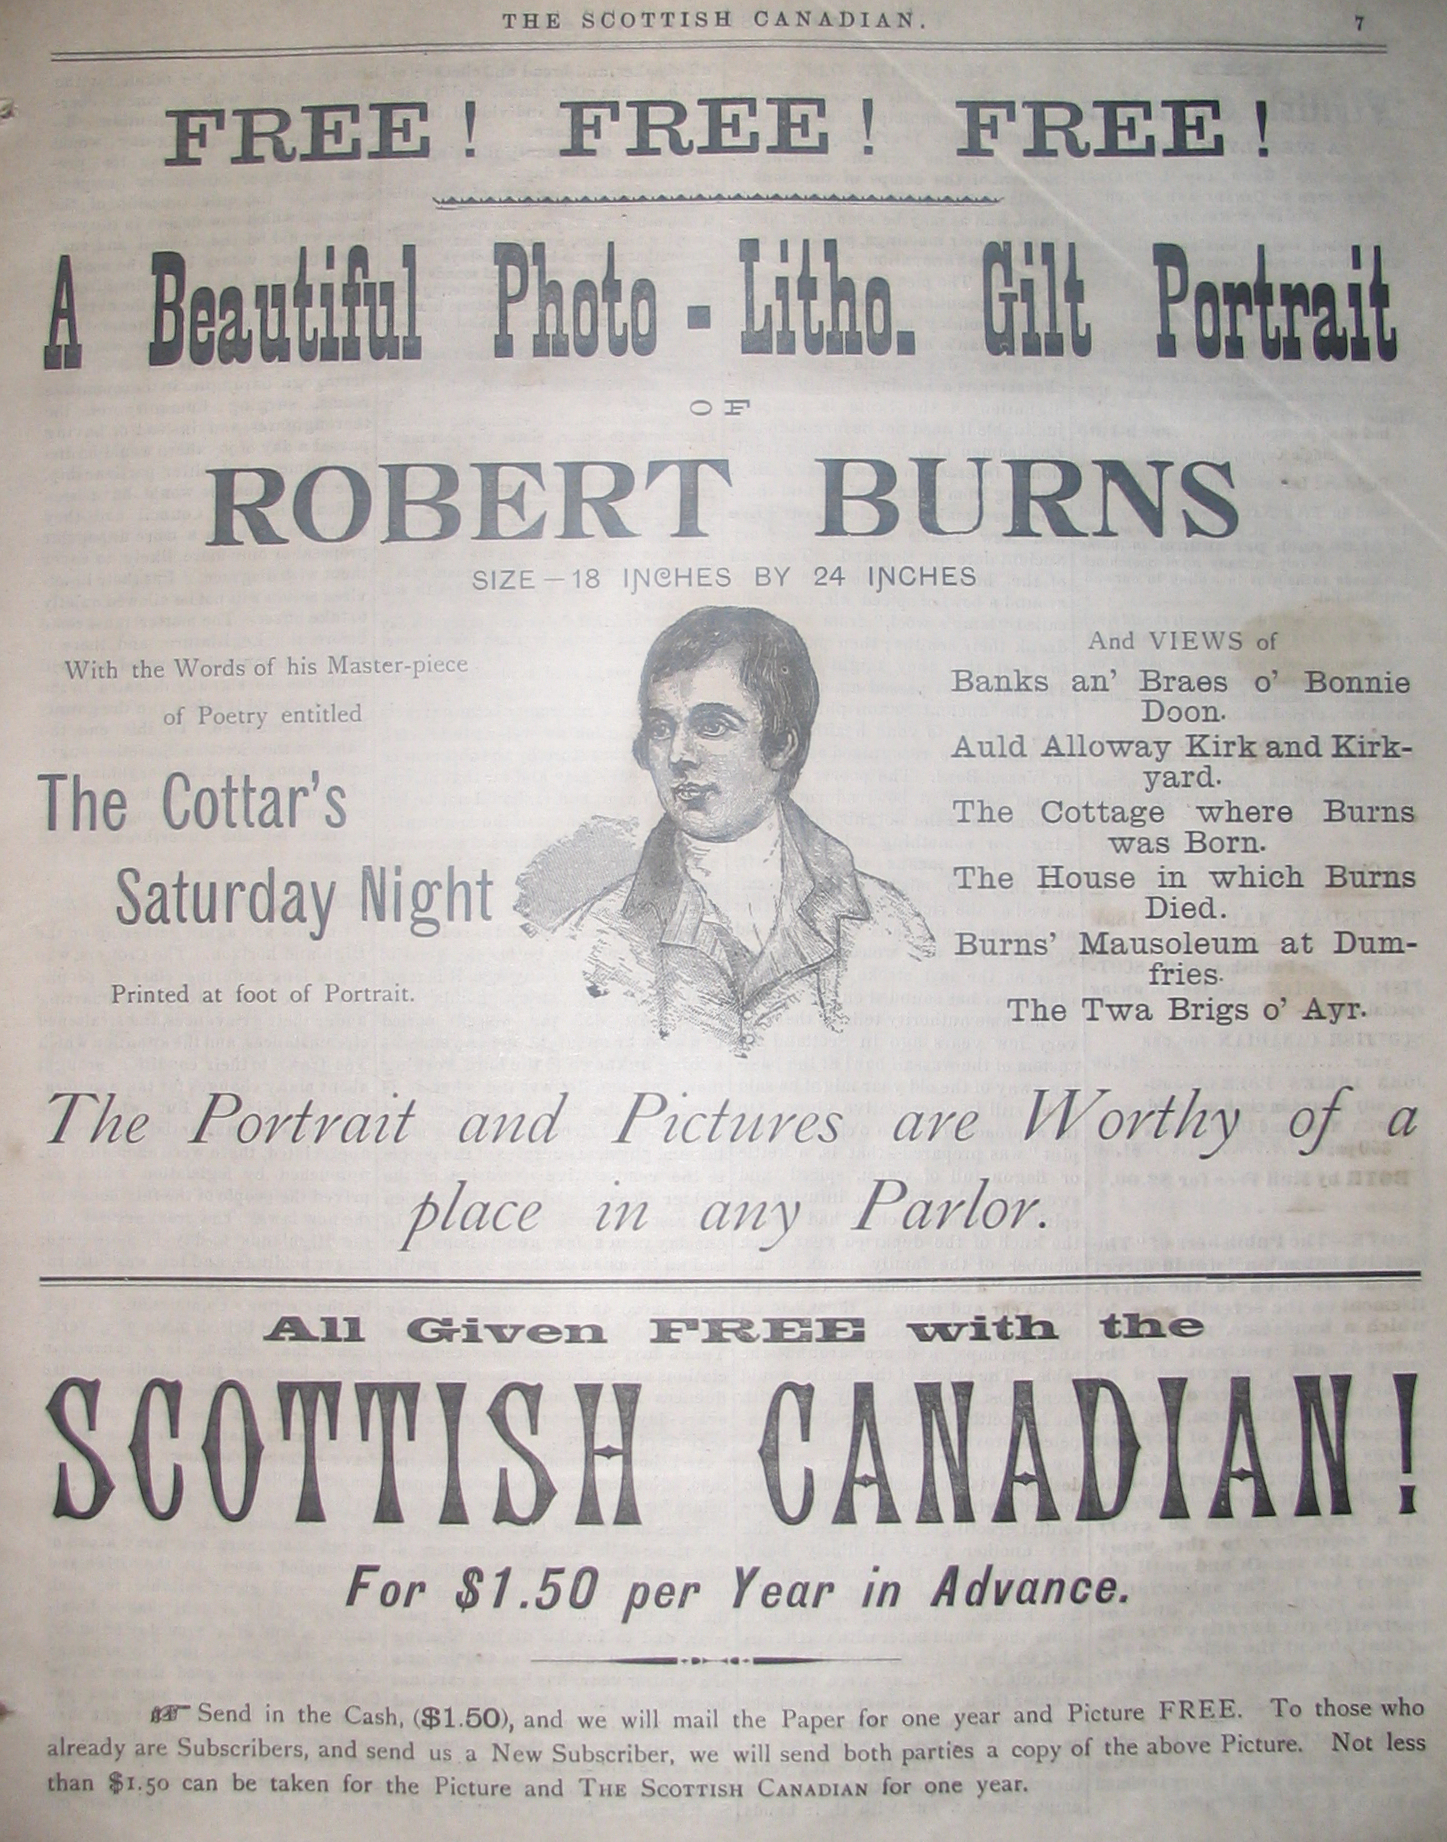 THE SCOTTISH CANADIAN.
7
FREE! FREE! FREE!
A Beautiful Photo-Litho. Gilt Portrait
OF
ROBERT BURNS
SIZE—18 INCHES BY 24 INCHES
With the Words of his Master-piece
of Poetry entitled
The Cottar's
Saturday Night
Printed at foot of Portrait.
And VIEWS of
Banks an' Braes o' Bonnie
Doon.
Auld Alloway Kirk and Kirk-
yard.
The Cottage where Burns
was Born.
The House in which Burns
Died.
Burns' Mausoleum at Dum-
fries.
The Twa Brigs o' Ayr.
The Portrait and Pictures are Worthy of a
place in any Parlor.
All Given FREE with the
SCOTTISH CANADIAN!
For $1.50 per Year in Advance.
☞ Send in the Cash, ($1.50), and we will mail the Paper for one year and Picture FREE. To those who
already are Subscribers, and send us a New Subscriber, we will send both parties a copy of the above Picture. Not less
than $1.50 can be taken for the Picture and THE SCOTTISH CANADIAN for one year.